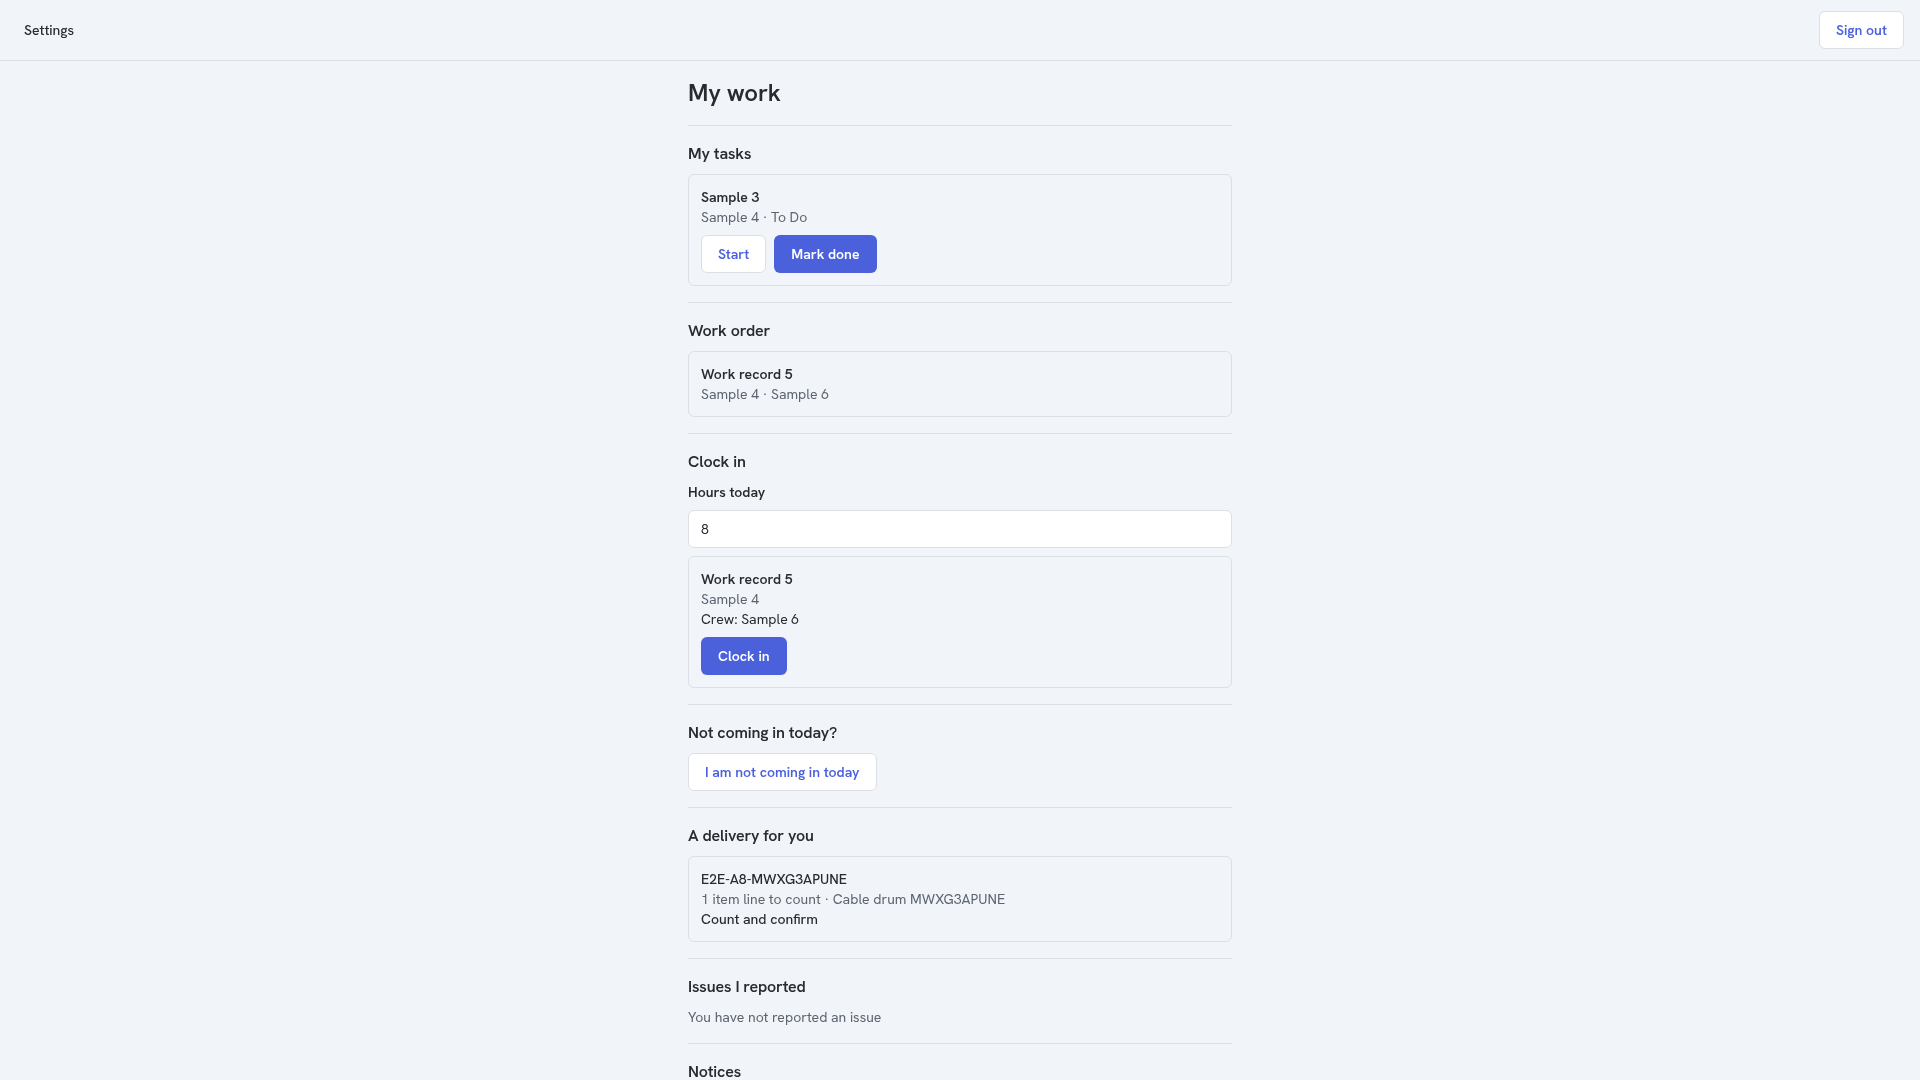 Settings
Sign out
My work
My tasks
Sample 3
Sample 4 · To Do
Start
Mark done
Work order
Work record 5
Sample 4 · Sample 6
Clock in
Hours today
8
Work record 5
Sample 4
Crew: Sample 6
Clock in
Not coming in today?
I am not coming in today
A delivery for you
E2E-A8-MWXG3APUNE
1 item line to count · Cable drum MWXG3APUNE
Count and confirm
Issues I reported
You have not reported an issue
Notices